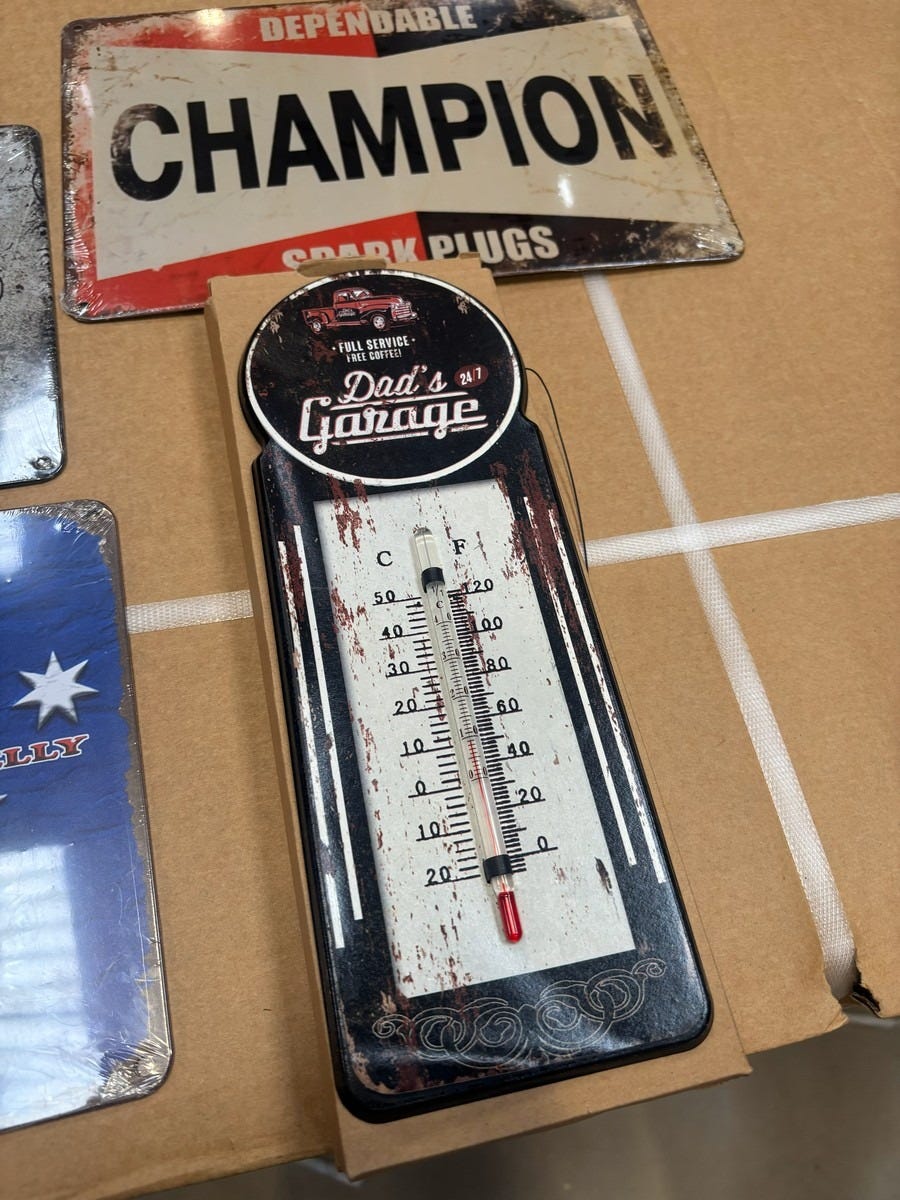 DEPENDABLE
CHAMPION
SPARK PLUGS
· FULL SERVICE ·
FREE COFFEE!
Dad's 24/7
Garage
C F
50 120
40 100
30 80
20 60
10 40
0 20
10 0
20